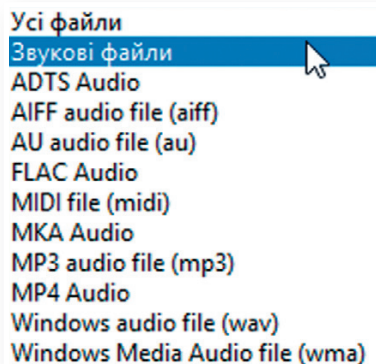 Усі файли
Звукові файли
ADTS Audio
AIFF audio file (aiff)
AU audio file (au)
FLAC Audio
MIDI file (midi)
MKA Audio
MP3 audio file (mp3)
MP4 Audio
Windows audio file (wav)
Windows Media Audio file (wma)